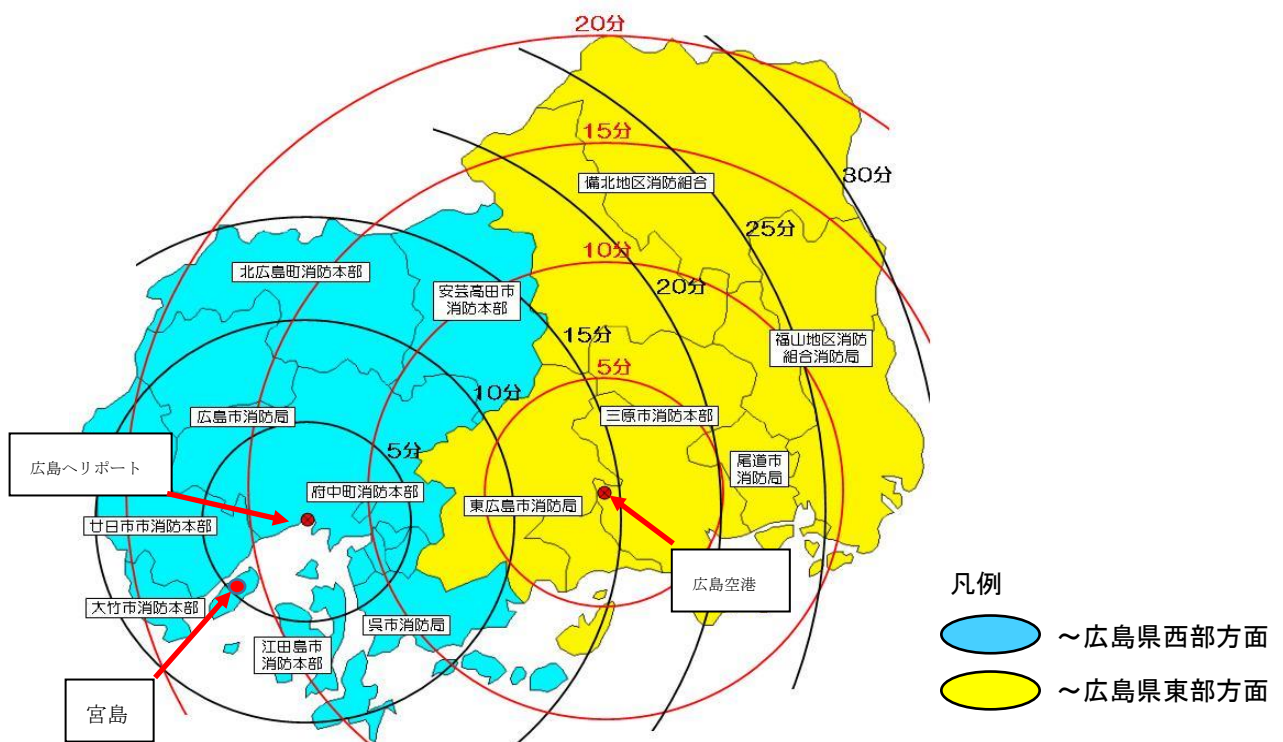 20分
15分
30分
備北地区消防組合
25分
10分
北広島町消防本部
20分
安芸高田市
消防本部
15分
福山地区消防
組合消防局
5分
10分
広島市消防局
三原市消防本部
広島ヘリポート
5分
尾道市
消防局
府中町消防本部
東広島市消防局
廿日市市消防本部
広島空港
凡例
大竹市消防本部
呉市消防局
~広島県西部方面
江田島市
消防本部
~広島県東部方面
宮島